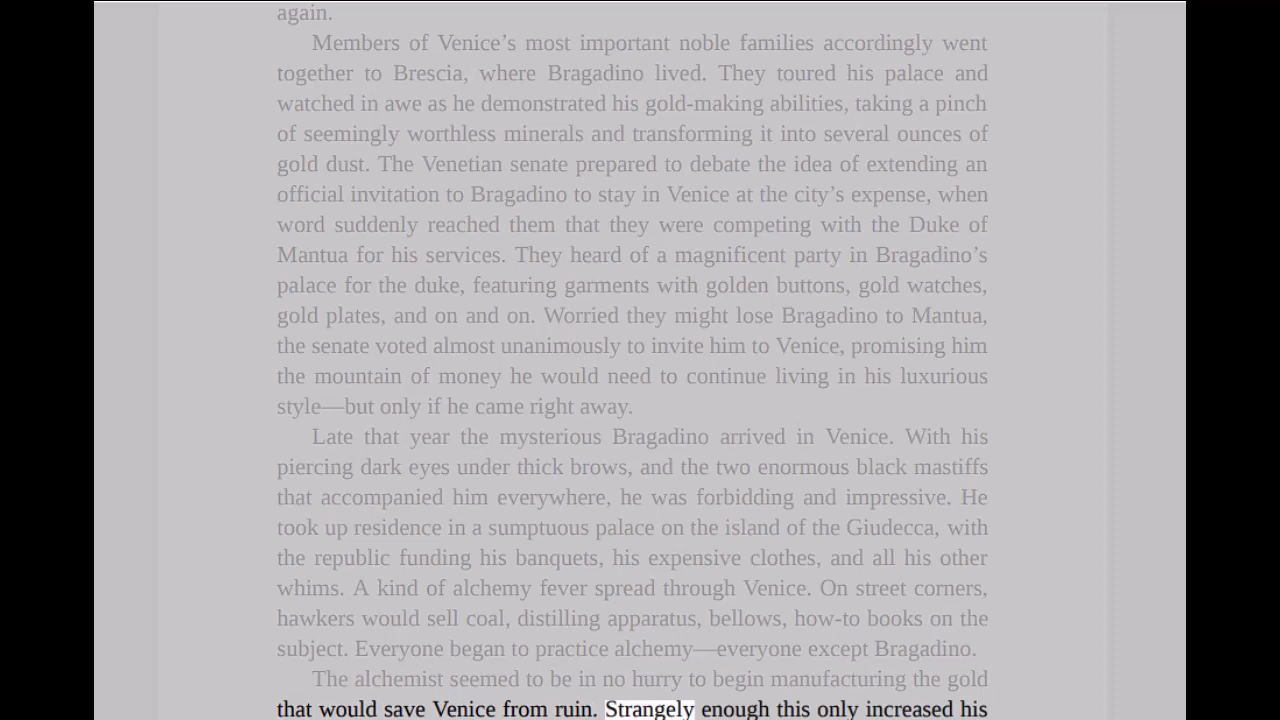 again.
Members of Venice’s most important noble families accordingly went
together to Brescia, where Bragadino lived. They toured his palace and
watched in awe as he demonstrated his gold-making abilities, taking a pinch
of seemingly worthless minerals and transforming it into several ounces of
gold dust. The Venetian senate prepared to debate the idea of extending an
official invitation to Bragadino to stay in Venice at the city’s expense, when
word suddenly reached them that they were competing with the Duke of
Mantua for his services. They heard of a magnificent party in Bragadino’s
palace for the duke, featuring garments with golden buttons, gold watches,
gold plates, and on and on. Worried they might lose Bragadino to Mantua,
the senate voted almost unanimously to invite him to Venice, promising him
the mountain of money he would need to continue living in his luxurious
style—but only if he came right away.
Late that year the mysterious Bragadino arrived in Venice. With his
piercing dark eyes under thick brows, and the two enormous black mastiffs
that accompanied him everywhere, he was forbidding and impressive. He
took up residence in a sumptuous palace on the island of the Giudecca, with
the republic funding his banquets, his expensive clothes, and all his other
whims. A kind of alchemy fever spread through Venice. On street corners,
hawkers would sell coal, distilling apparatus, bellows, how-to books on the
subject. Everyone began to practice alchemy—everyone except Bragadino.
The alchemist seemed to be in no hurry to begin manufacturing the gold
that would save Venice from ruin. Strangely enough this only increased his